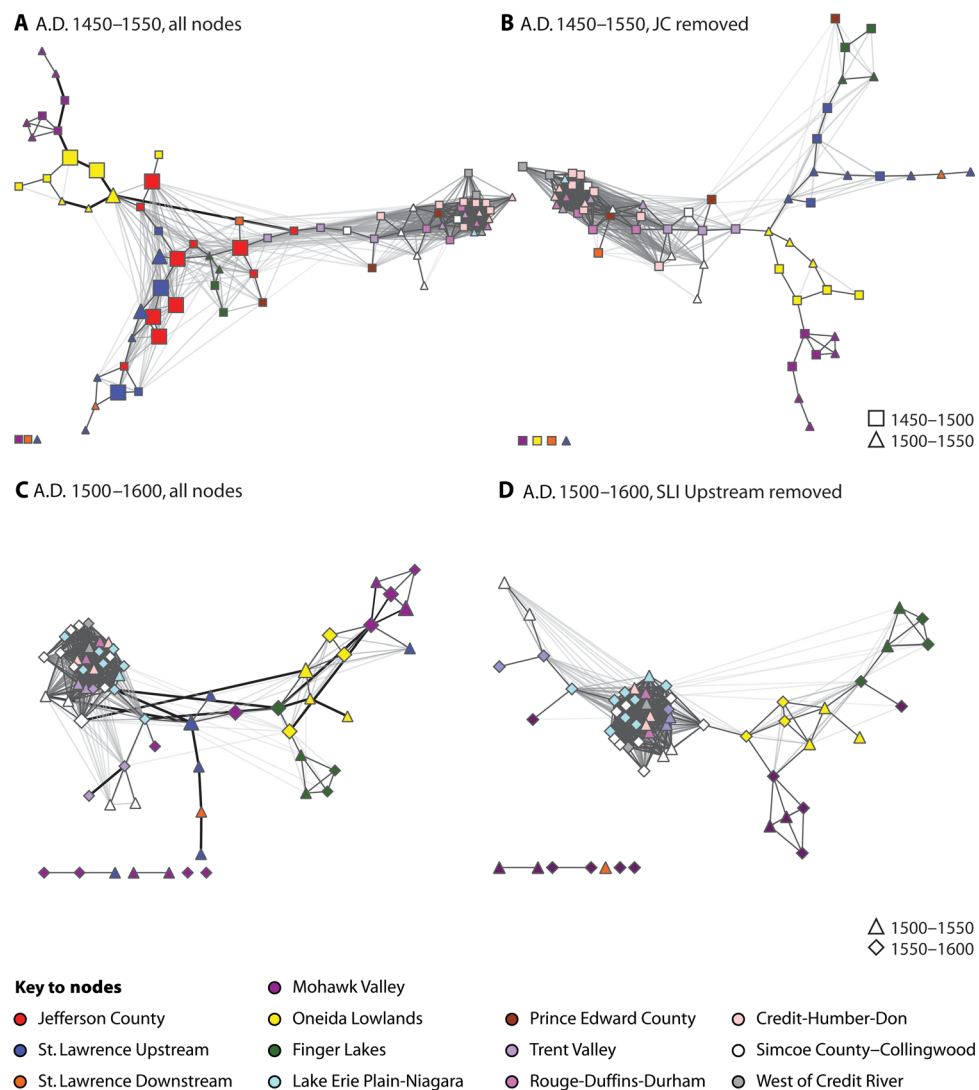 A A.D. 1450–1550, all nodes
B A.D. 1450–1550, JC removed
1450–1500
1500–1550
C A.D. 1500–1600, all nodes
D A.D. 1500–1600, SLI Upstream removed
1500–1550
1550–1600
Key to nodes
Mohawk Valley
Jefferson County
Oneida Lowlands
Prince Edward County
Credit-Humber-Don
St. Lawrence Upstream
Finger Lakes
Trent Valley
Simcoe County–Collingwood
St. Lawrence Downstream
Lake Erie Plain-Niagara
Rouge-Duffins-Durham
West of Credit River